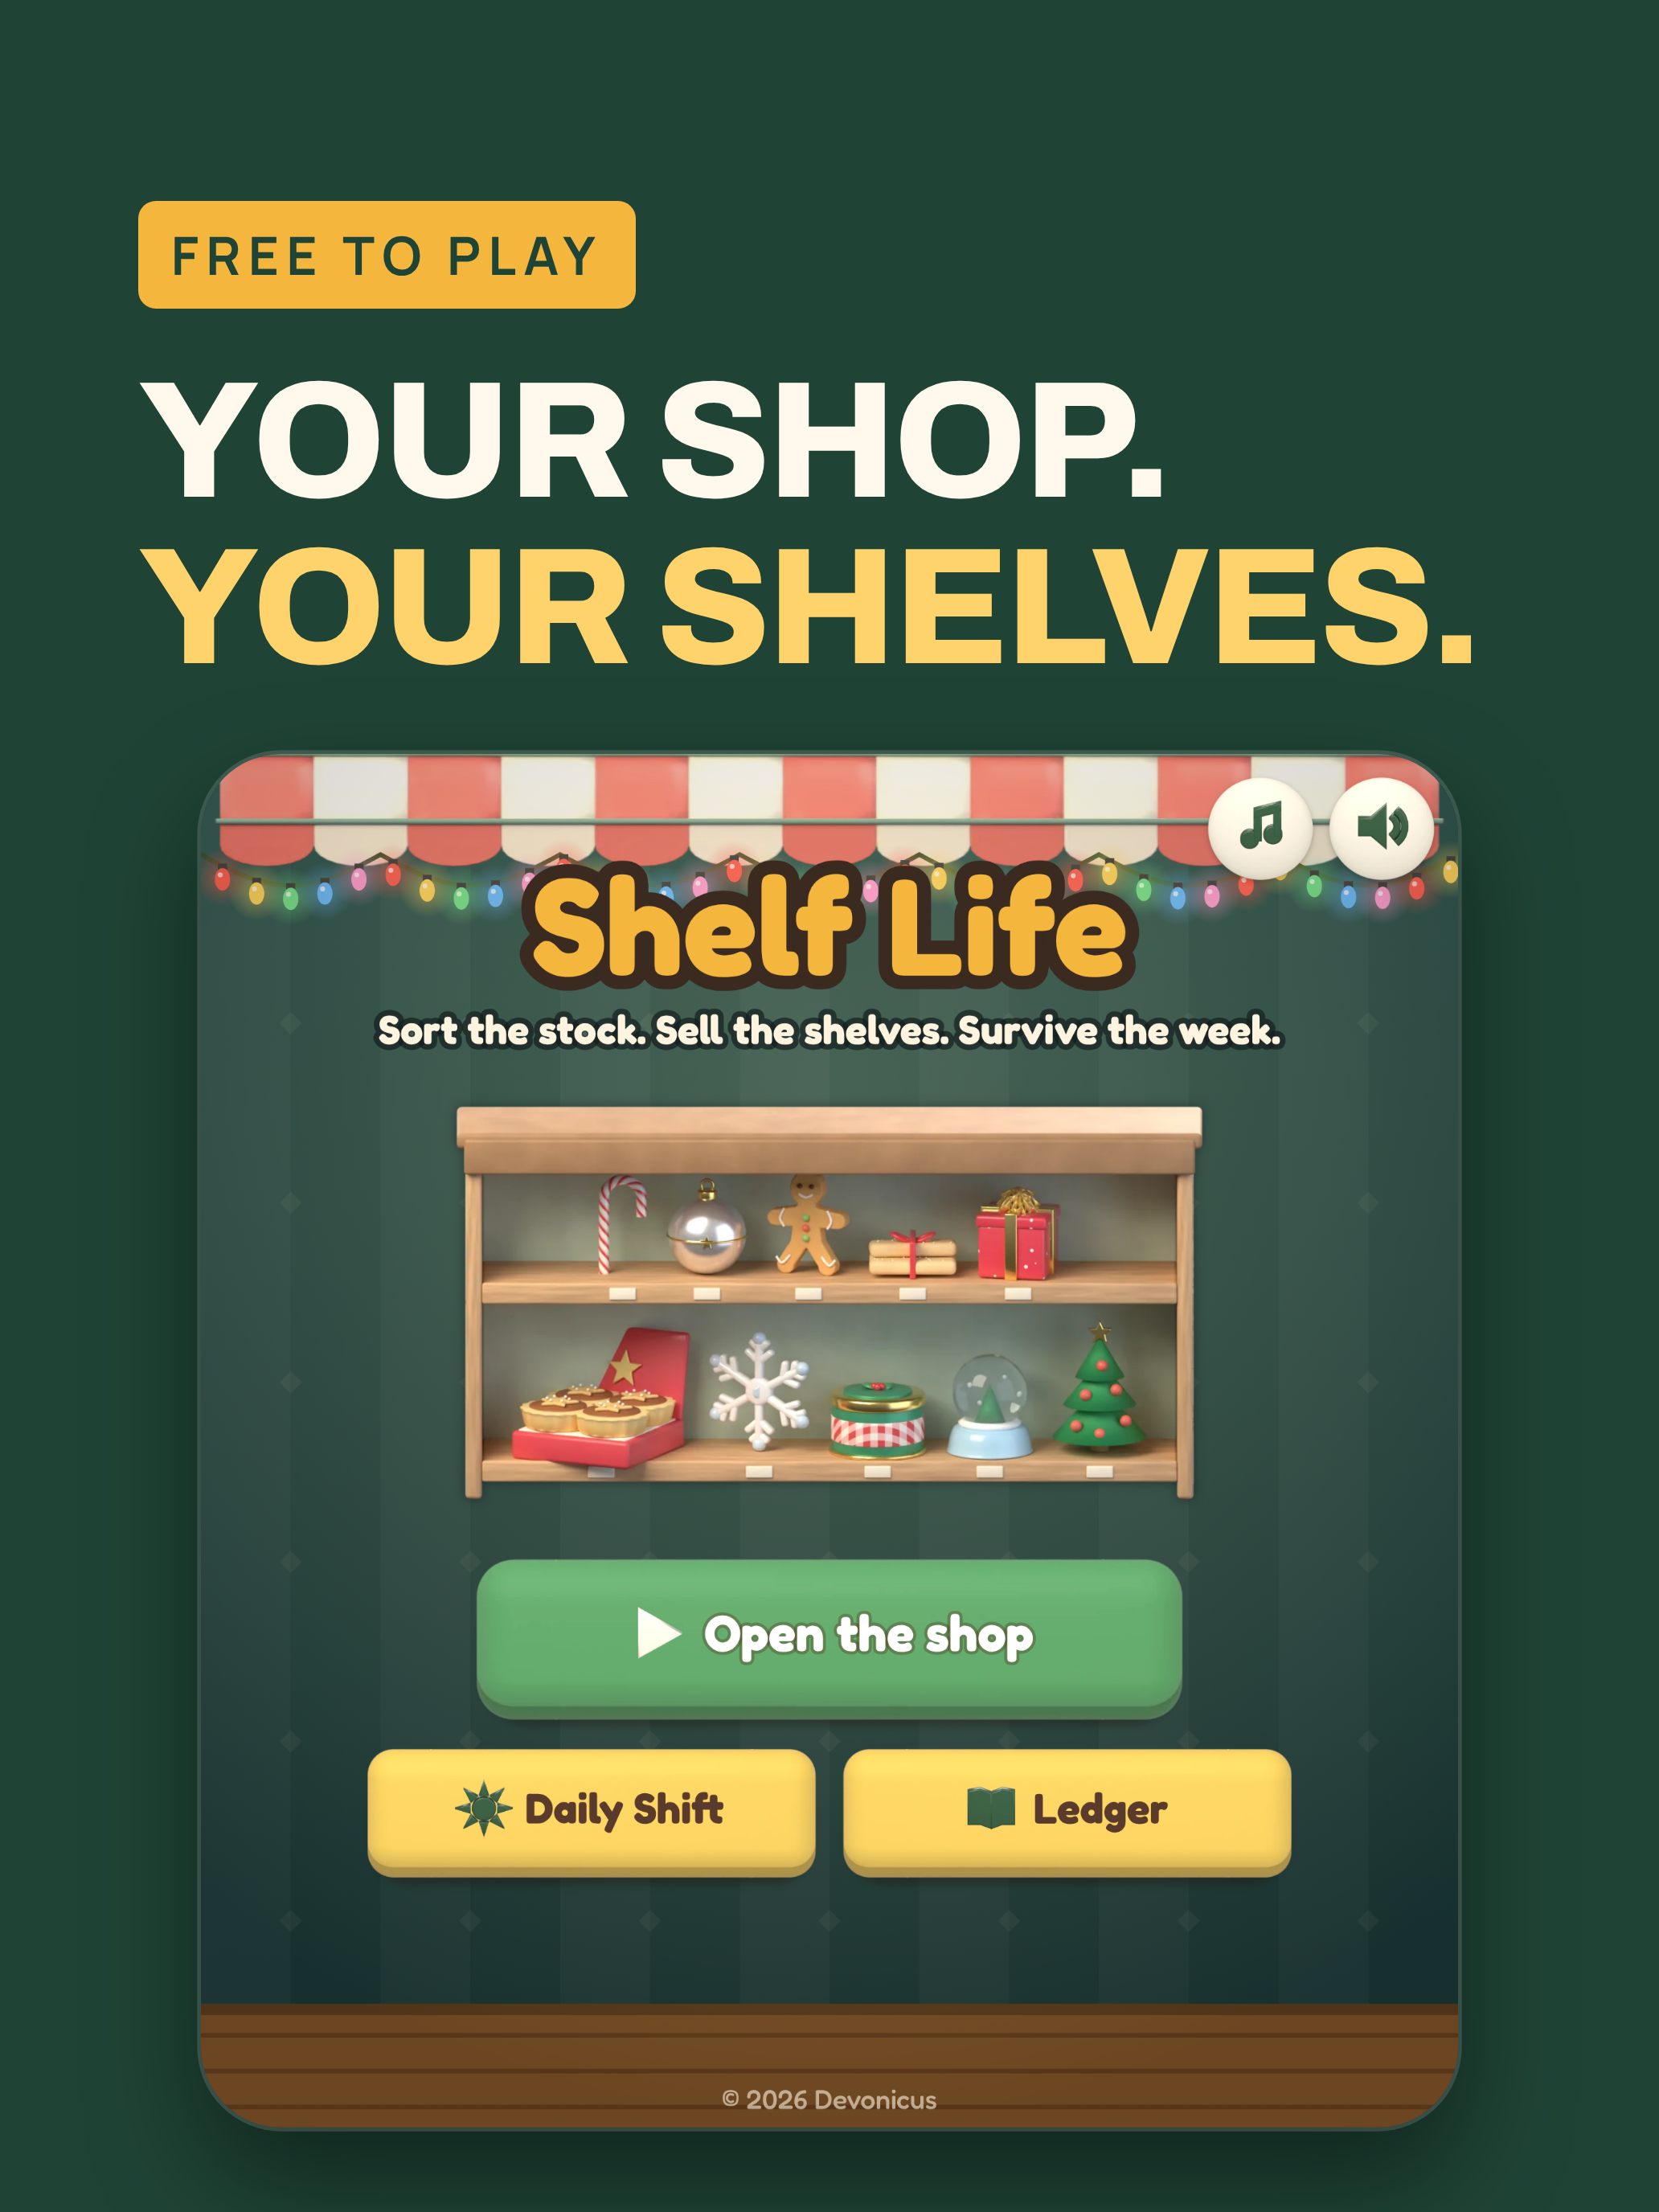 FREE TO PLAY
YOUR SHOP.
YOUR SHELVES.
Shelf Life
Sort the stock. Sell the shelves. Survive the week.
Open the shop
Daily Shift
Ledger
© 2026 Devonicus